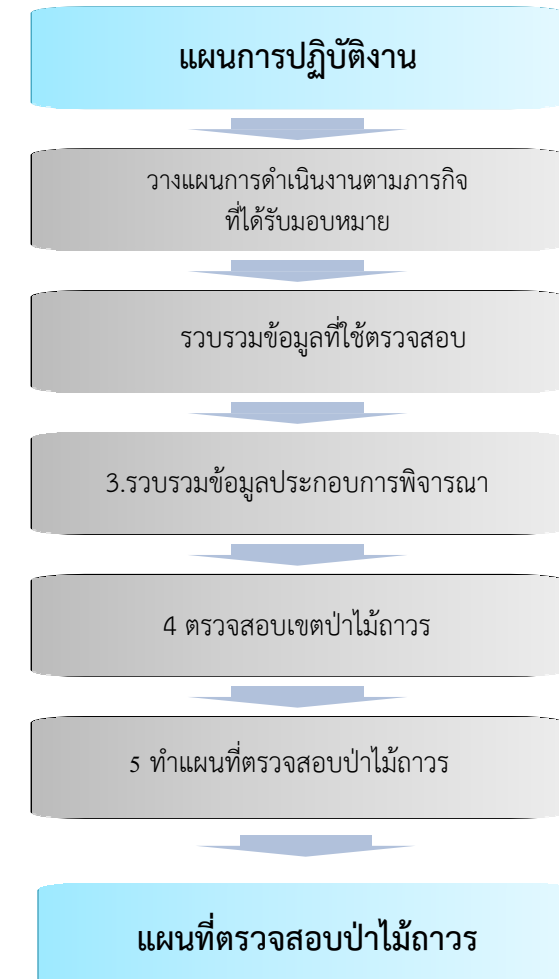 แผนการปฏิบัติงาน
วางแผนการดำเนินงานตามภารกิจ
ที่ได้รับมอบหมาย
รวบรวมข้อมูลที่ใช้ตรวจสอบ
3.รวบรวมข้อมูลประกอบการพิจารณา
4 ตรวจสอบเขตป่าไม้ถาวร
5 ทำแผนที่ตรวจสอบป่าไม้ถาวร
แผนที่ตรวจสอบป่าไม้ถาวร